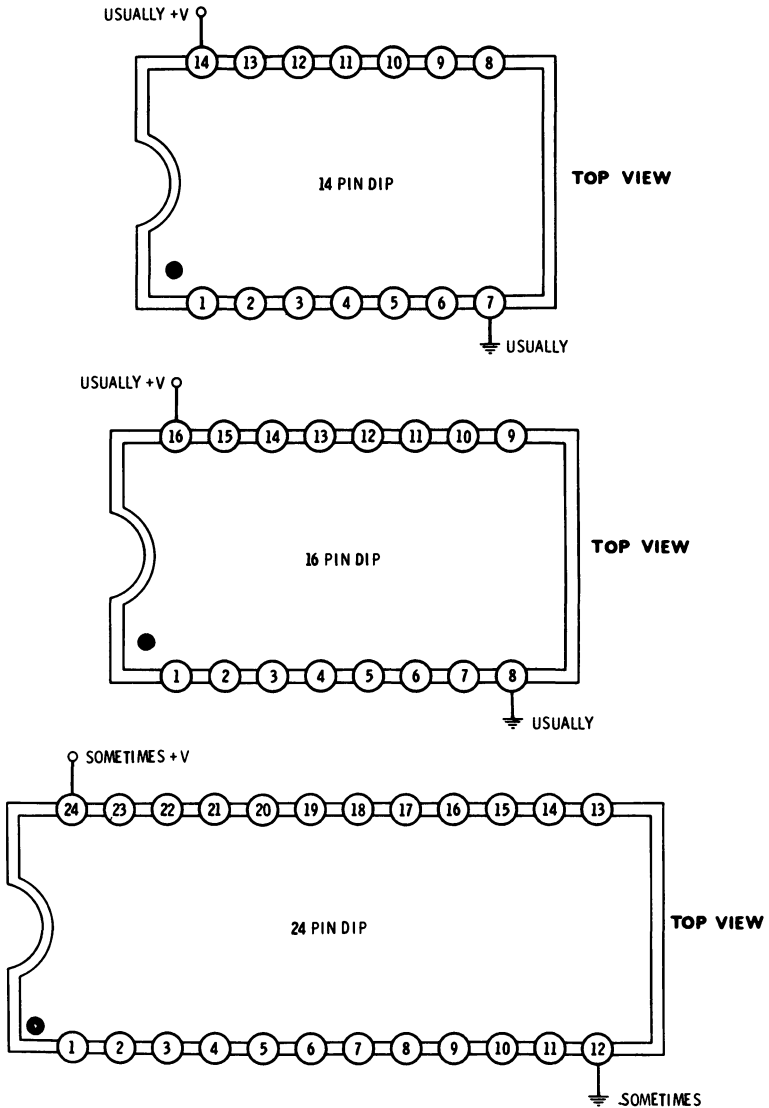 USUALLY +V
14 13 12 11 10 9 8
14 PIN DIP
TOP VIEW
1 2 3 4 5 6 7
USUALLY
USUALLY +V
16 15 14 13 12 11 10 9
16 PIN DIP
TOP VIEW
1 2 3 4 5 6 7 8
USUALLY
SOMETIMES +V
24 23 22 21 20 19 18 17 16 15 14 13
24 PIN DIP
TOP VIEW
1 2 3 4 5 6 7 8 9 10 11 12
SOMETIMES